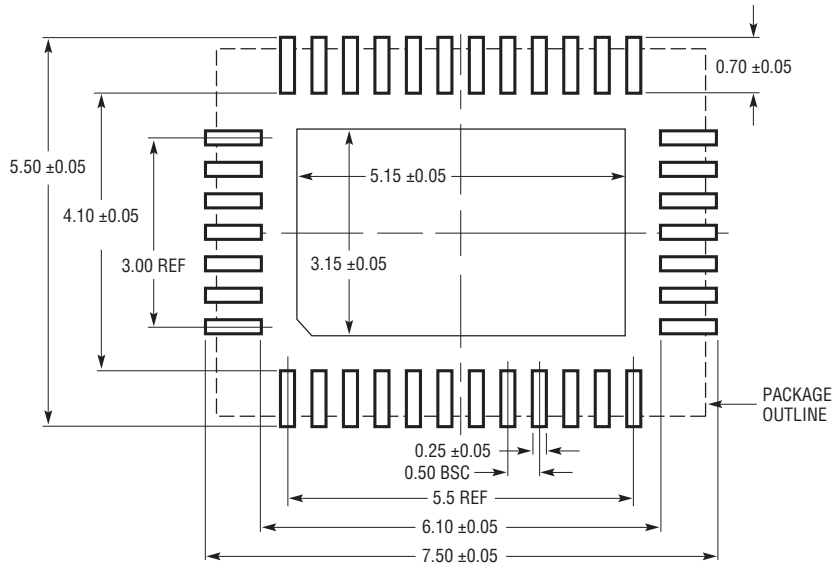 0.70 ±0.05
5.50 ±0.05
5.15 ±0.05
4.10 ±0.05
3.00 REF
3.15 ±0.05
PACKAGE
OUTLINE
0.25 ±0.05
0.50 BSC
5.5 REF
6.10 ±0.05
7.50 ±0.05